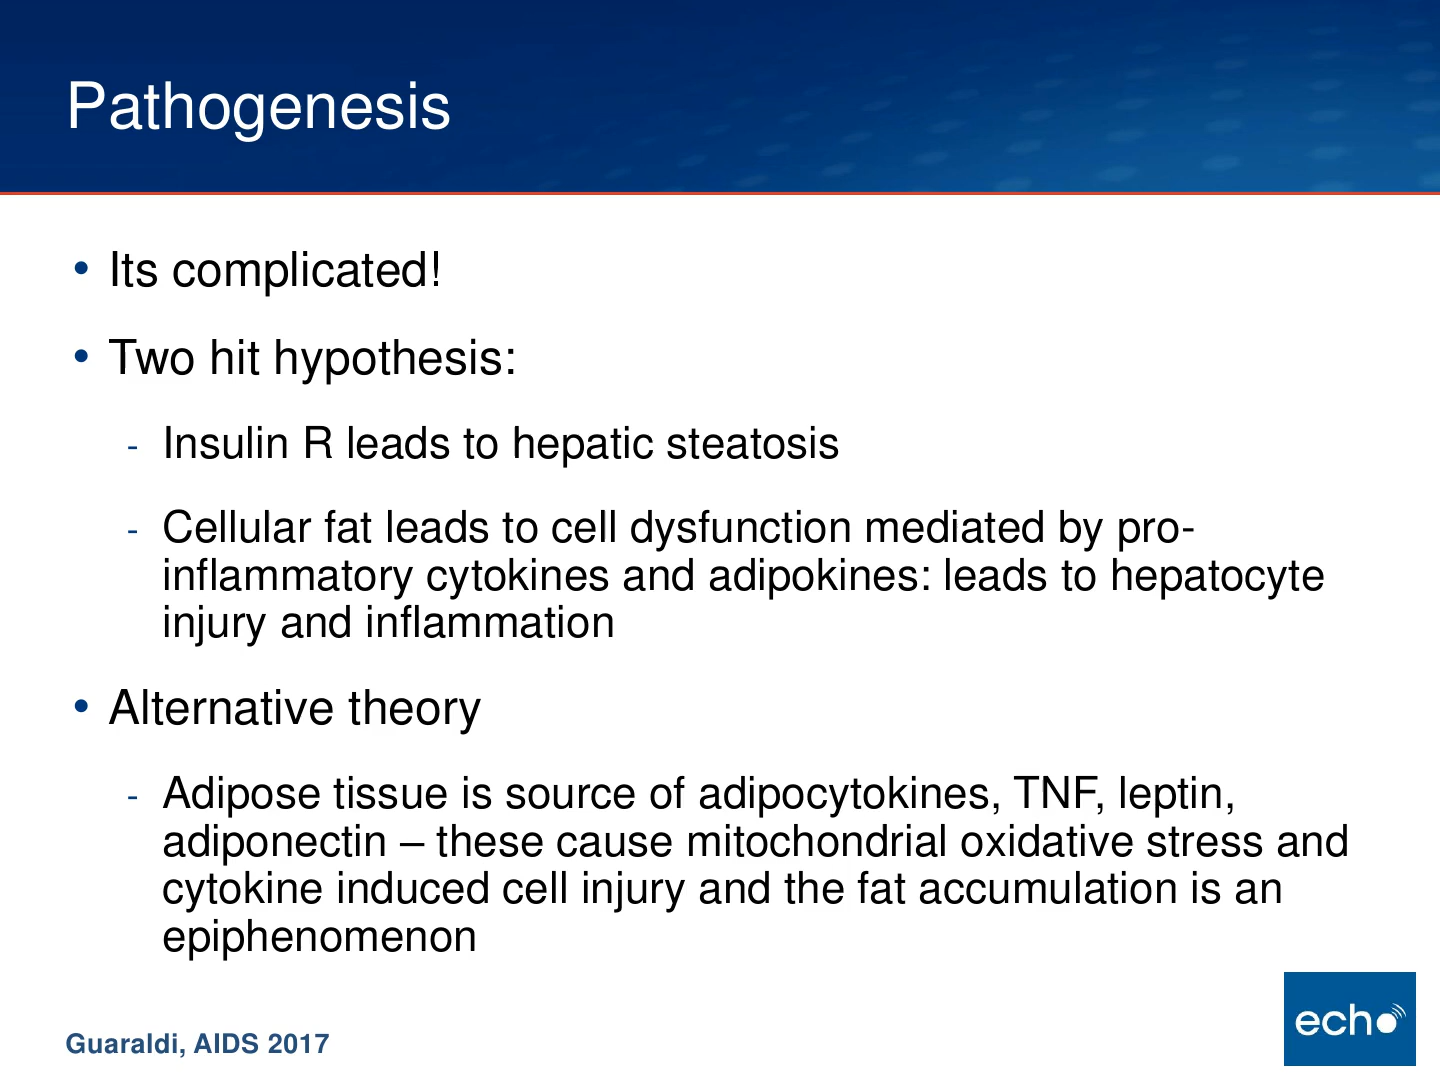 Pathogenesis
• Its complicated!
• Two hit hypothesis:
- Insulin R leads to hepatic steatosis
- Cellular fat leads to cell dysfunction mediated by pro-
inflammatory cytokines and adipokines: leads to hepatocyte
injury and inflammation
• Alternative theory
- Adipose tissue is source of adipocytokines, TNF, leptin,
adiponectin – these cause mitochondrial oxidative stress and
cytokine induced cell injury and the fat accumulation is an
epiphenomenon
Guaraldi, AIDS 2017
echo